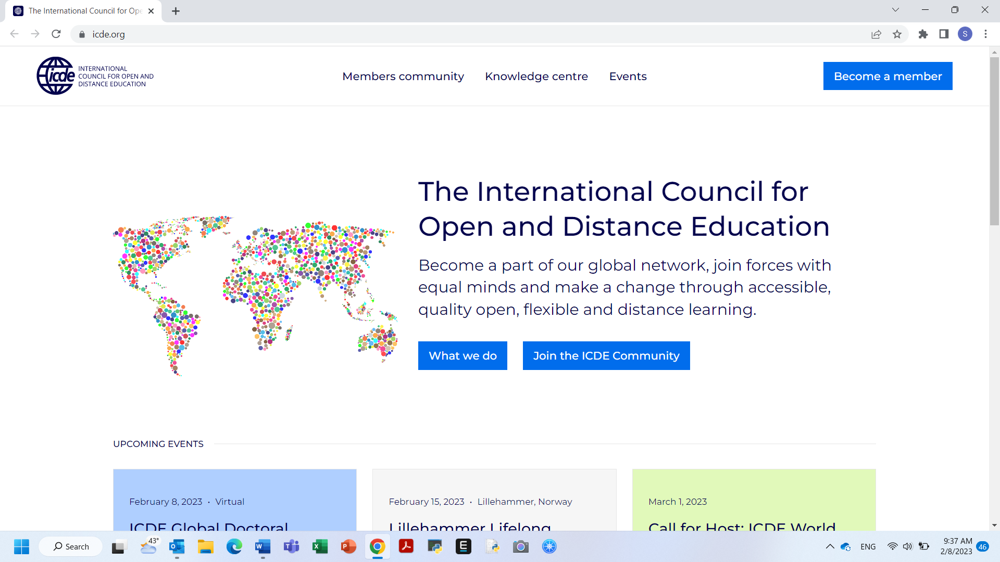 The International Council for Ope
icde.org
S
icde
INTERNATIONAL
COUNCIL FOR OPEN AND
DISTANCE EDUCATION
Members community
Knowledge centre
Events
Become a member
The International Council for
Open and Distance Education
Become a part of our global network, join forces with
equal minds and make a change through accessible,
quality open, flexible and distance learning.
What we do
Join the ICDE Community
UPCOMING EVENTS
February 8, 2023 • Virtual
ICDE Global Doctoral
February 15, 2023 • Lillehammer, Norway
Lillehammer Lifelong
March 1, 2023
Call for Host: ICDE World
Search
43°
ENG
9:37 AM
2/8/2023
46